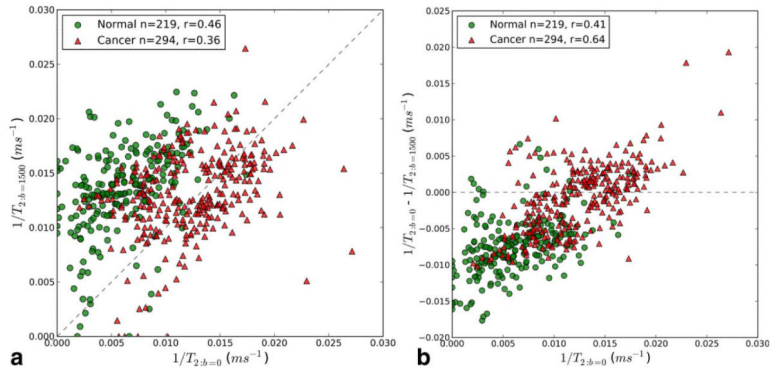 0.030
0.025
0.020
0.015
0.010
0.005
0.000
Normal n=219, r=0.46
Cancer n=294, r=0.36
1/T2:b=1500 (ms⁻¹)
0.000 0.005 0.010 0.015 0.020 0.025 0.030
1/T2:b=0 (ms⁻¹)
a
0.025
0.020
0.015
0.010
0.005
0.000
−0.005
−0.010
−0.015
−0.020
Normal n=219, r=0.41
Cancer n=294, r=0.64
1/T2:b=0 - 1/T2:b=1500 (ms⁻¹)
0.000 0.005 0.010 0.015 0.020 0.025 0.030
1/T2:b=0 (ms⁻¹)
b